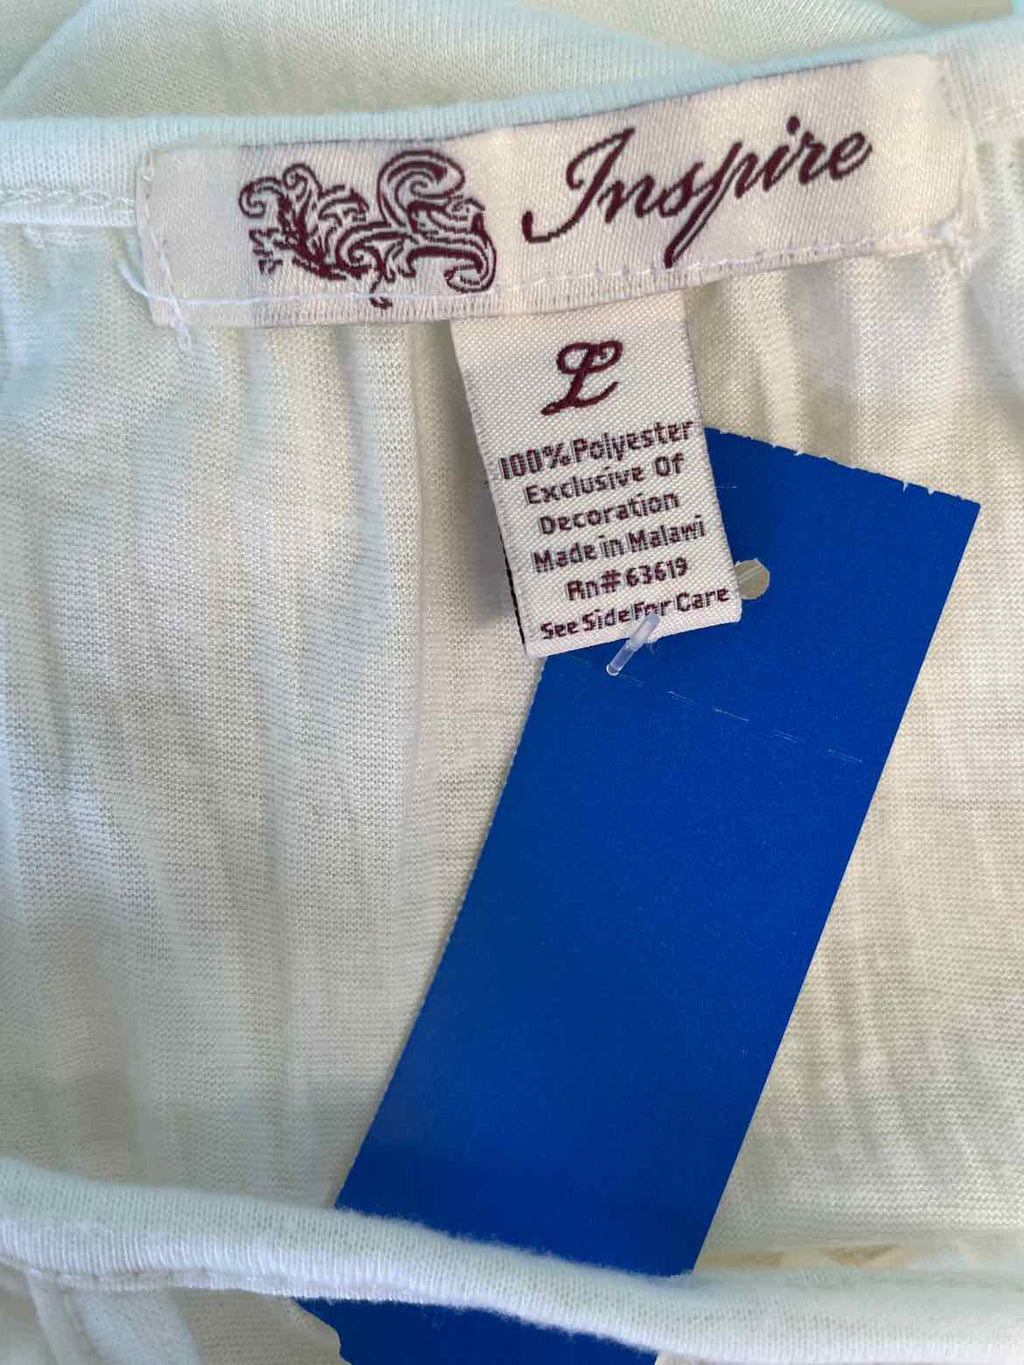 Inspire
L
100% Polyester
Exclusive Of
Decoration
Made in Malawi
Rn# 63619
See Side For Care